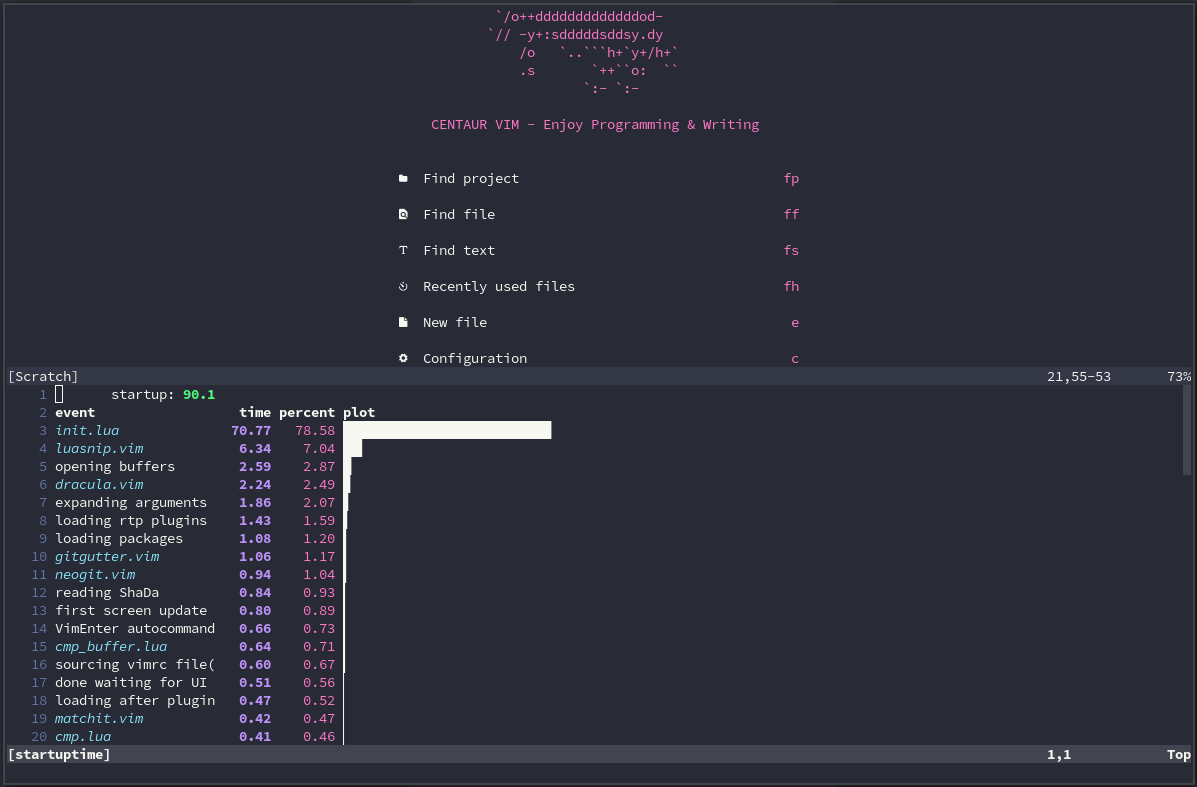 `/o++ddddddddddddddod-
`// -y+:sdddddsddsy.dy
/o   `..```h+`y+/h+`
.s       `++``o:  ``
`:- `:-
CENTAUR VIM - Enjoy Programming & Writing
Find project fp
Find file ff
Find text fs
Recently used files fh
New file e
Configuration c
[Scratch] 21,55-53 73%
1 startup: 90.1
2 event time percent plot
3 init.lua 70.77 78.58
4 luasnip.vim 6.34 7.04
5 opening buffers 2.59 2.87
6 dracula.vim 2.24 2.49
7 expanding arguments 1.86 2.07
8 loading rtp plugins 1.43 1.59
9 loading packages 1.08 1.20
10 gitgutter.vim 1.06 1.17
11 neogit.vim 0.94 1.04
12 reading ShaDa 0.84 0.93
13 first screen update 0.80 0.89
14 VimEnter autocommand 0.66 0.73
15 cmp_buffer.lua 0.64 0.71
16 sourcing vimrc file( 0.60 0.67
17 done waiting for UI 0.51 0.56
18 loading after plugin 0.47 0.52
19 matchit.vim 0.42 0.47
20 cmp.lua 0.41 0.46
[startuptime] 1,1 Top